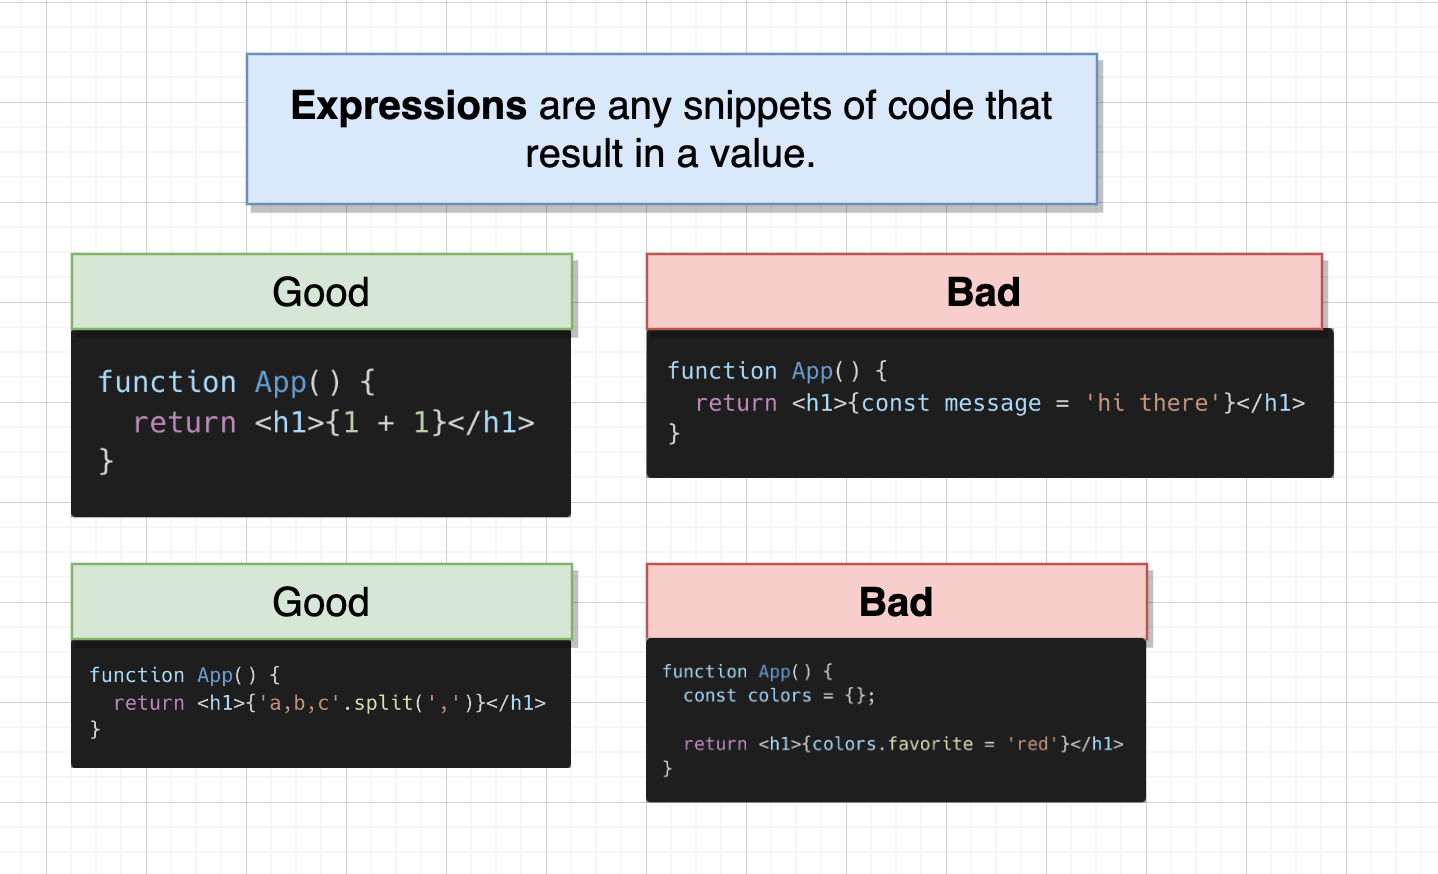 Expressions are any snippets of code that
result in a value.
Good
function App() {
  return <h1>{1 + 1}</h1>
}
Bad
function App() {
  return <h1>{const message = 'hi there'}</h1>
}
Good
function App() {
  return <h1>{'a,b,c'.split(',')}</h1>
}
Bad
function App() {
  const colors = {};
  return <h1>{colors.favorite = 'red'}</h1>
}